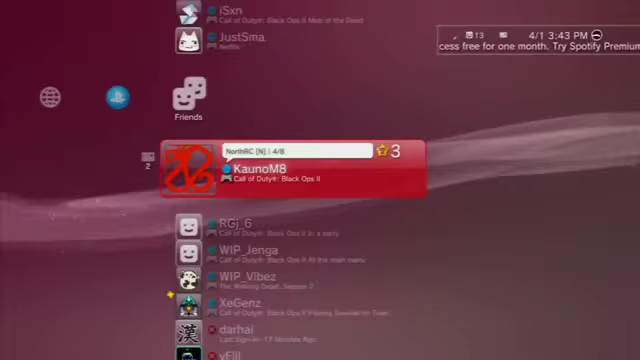 iSxn
Call of Duty®: Black Ops II Mob of the Dead
JustSma
Netflix
13
4/1 3:43 PM
cess free for one month. Try Spotify Premium
Friends
NorthRC [N] | 4/8
3
2
KaunoM8
Call of Duty®: Black Ops II
RGj_6
Call of Duty®: Black Ops II In a party
WIP_Jenga
Call of Duty®: Black Ops II At the main menu
WIP_Vibez
The Walking Dead: Season 2
XeGenz
Call of Duty®: Black Ops II Playing
漢
darhai
Last Sign-In 17 Minutes Ago